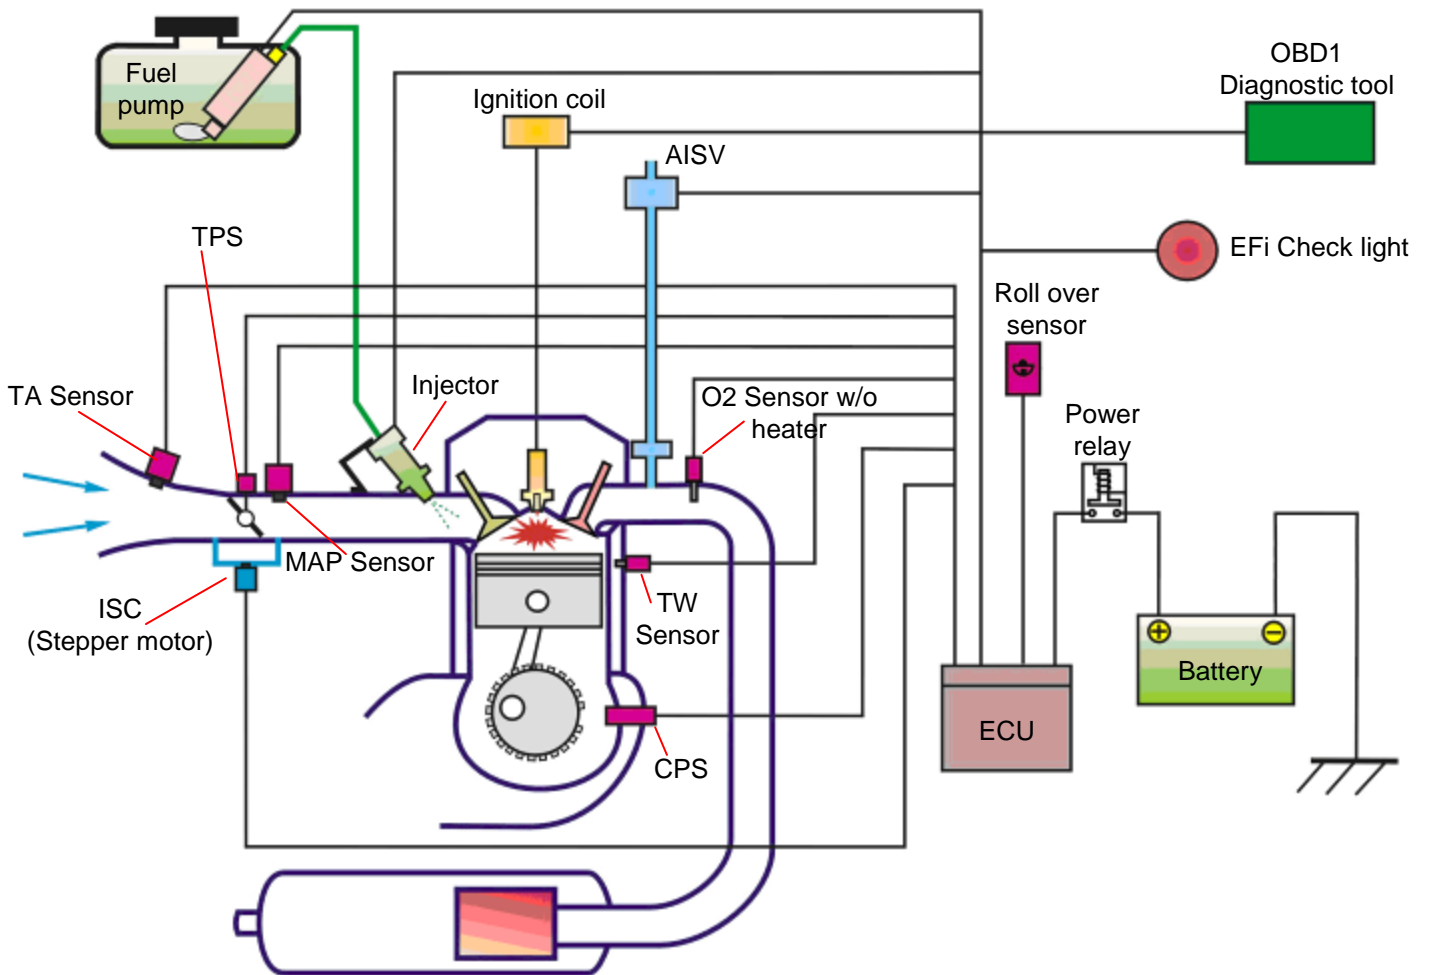 OBD1
Diagnostic tool
Fuel
pump
Ignition coil
AISV
TPS
EFi Check light
Roll over
sensor
TA Sensor
Injector
O2 Sensor w/o
heater
Power
relay
MAP Sensor
ISC
(Stepper motor)
TW
Sensor
Battery
ECU
CPS